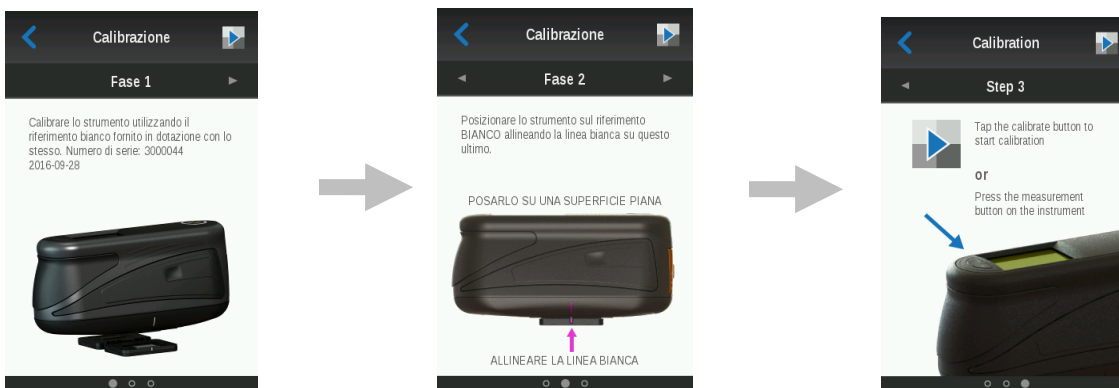 Calibrazione
Fase 1
Calibrare lo strumento utilizzando il
riferimento bianco fornito in dotazione con lo
stesso. Numero di serie: 3000044
2016-09-28
Calibrazione
Fase 2
Posizionare lo strumento sul riferimento
BIANCO allineando la linea bianca su questo
ultimo.
POSARLO SU UNA SUPERFICIE PIANA
ALLINEARE LA LINEA BIANCA
Calibration
Step 3
Tap the calibrate button to
start calibration
or
Press the measurement
button on the instrument